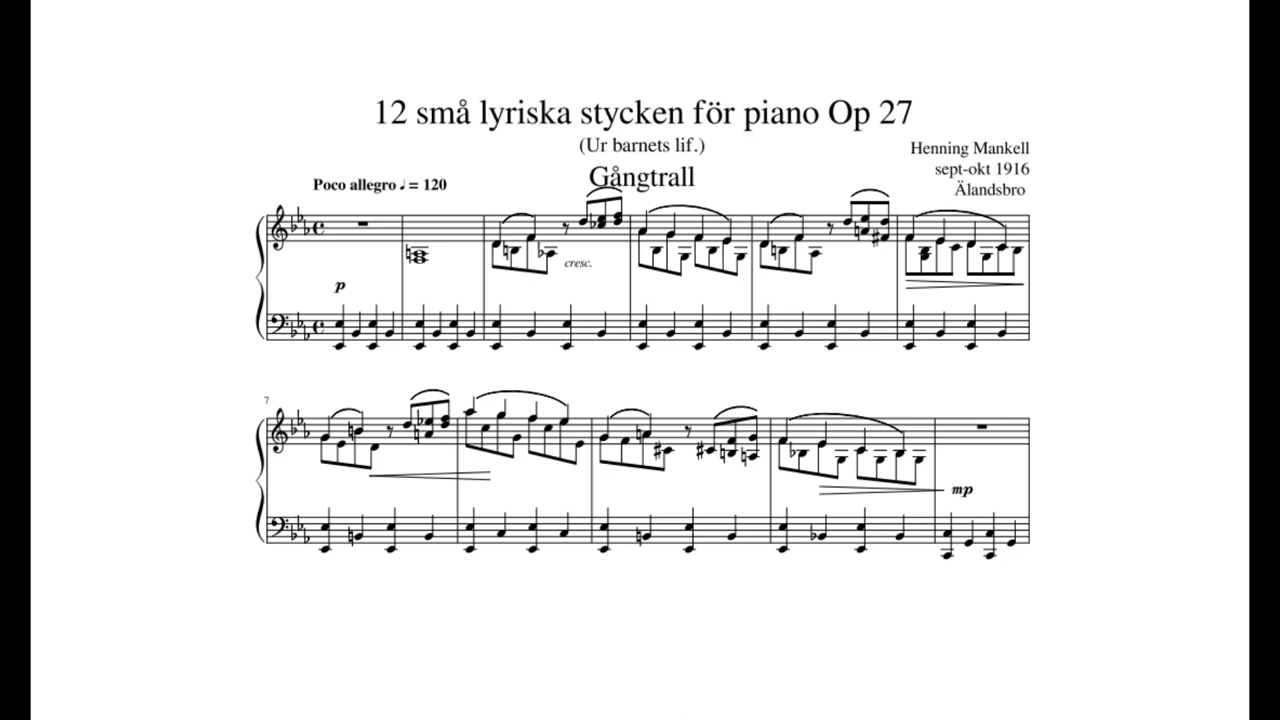 12 små lyriska stycken för piano Op 27
(Ur barnets lif.)
Henning Mankell
sept-okt 1916
Gångtrall
Poco allegro ♩ = 120
Älandsbro
cresc.
p
7
mp